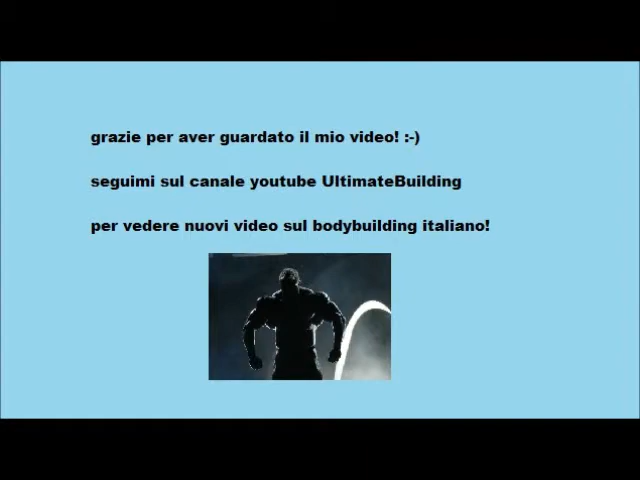 grazie per aver guardato il mio video! :-)
seguimi sul canale youtube UltimateBuilding
per vedere nuovi video sul bodybuilding italiano!